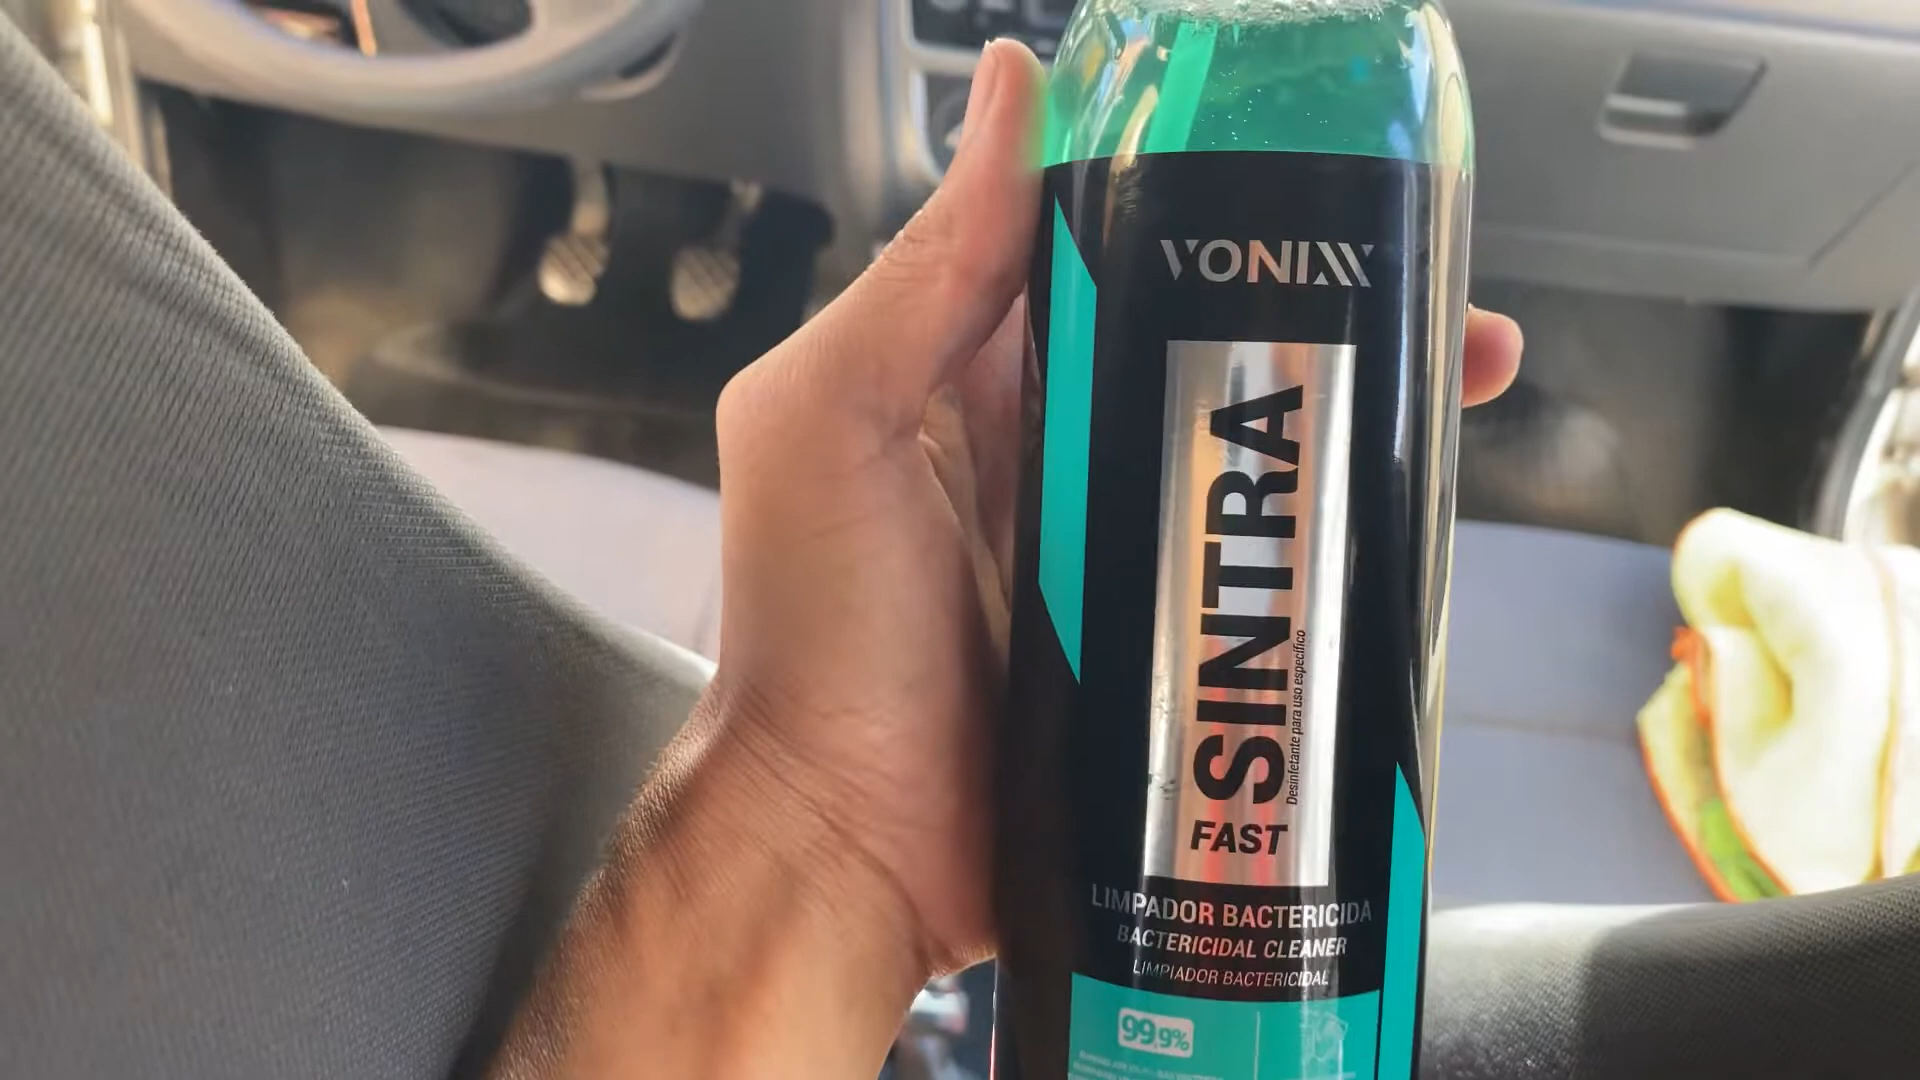 VONIXX
SINTRA
Desinfetante para uso específico
FAST
LIMPADOR BACTERICIDA
BACTERICIDAL CLEANER
LIMPIADOR BACTERICIDAL
99,9%